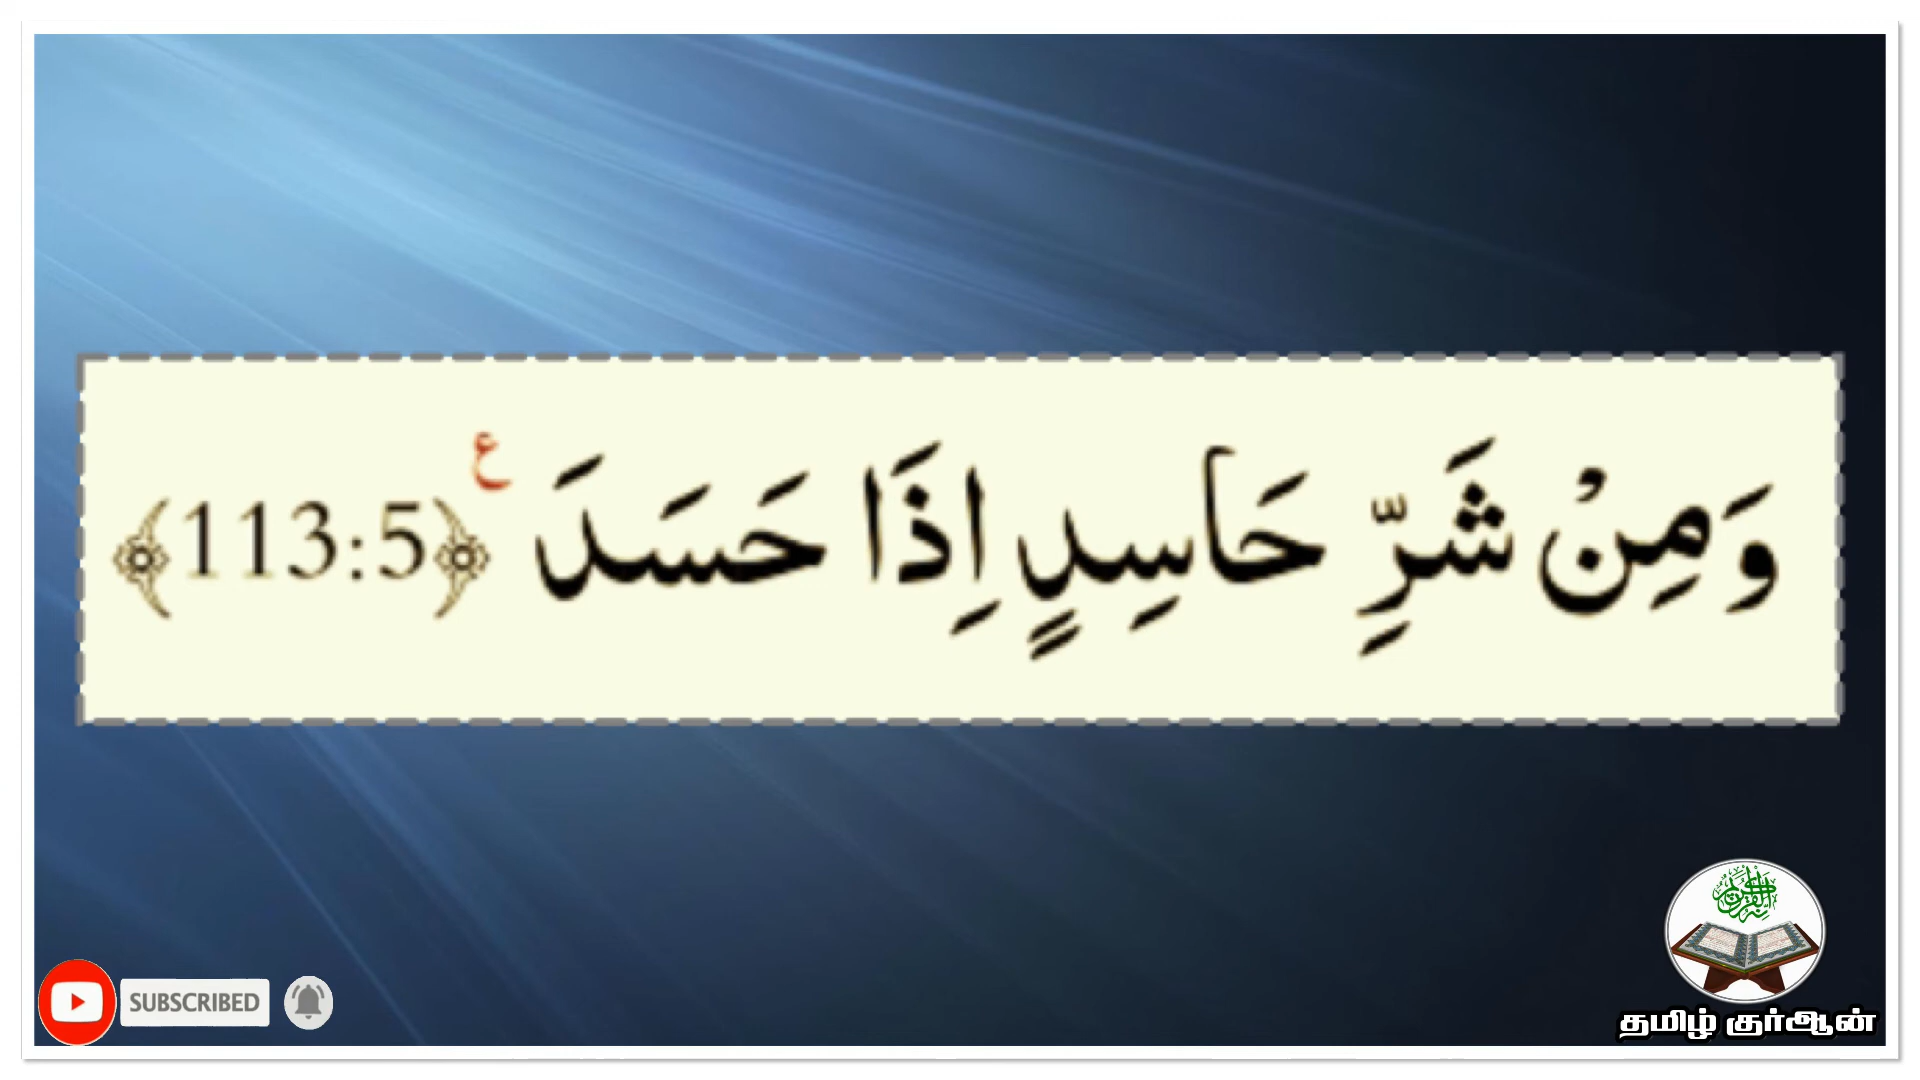 وَمِنْ شَرِّ حَاسِدٍ اِذَا حَسَدَ ع ﴿113:5﴾
SUBSCRIBED
தமிழ் குர்ஆன்